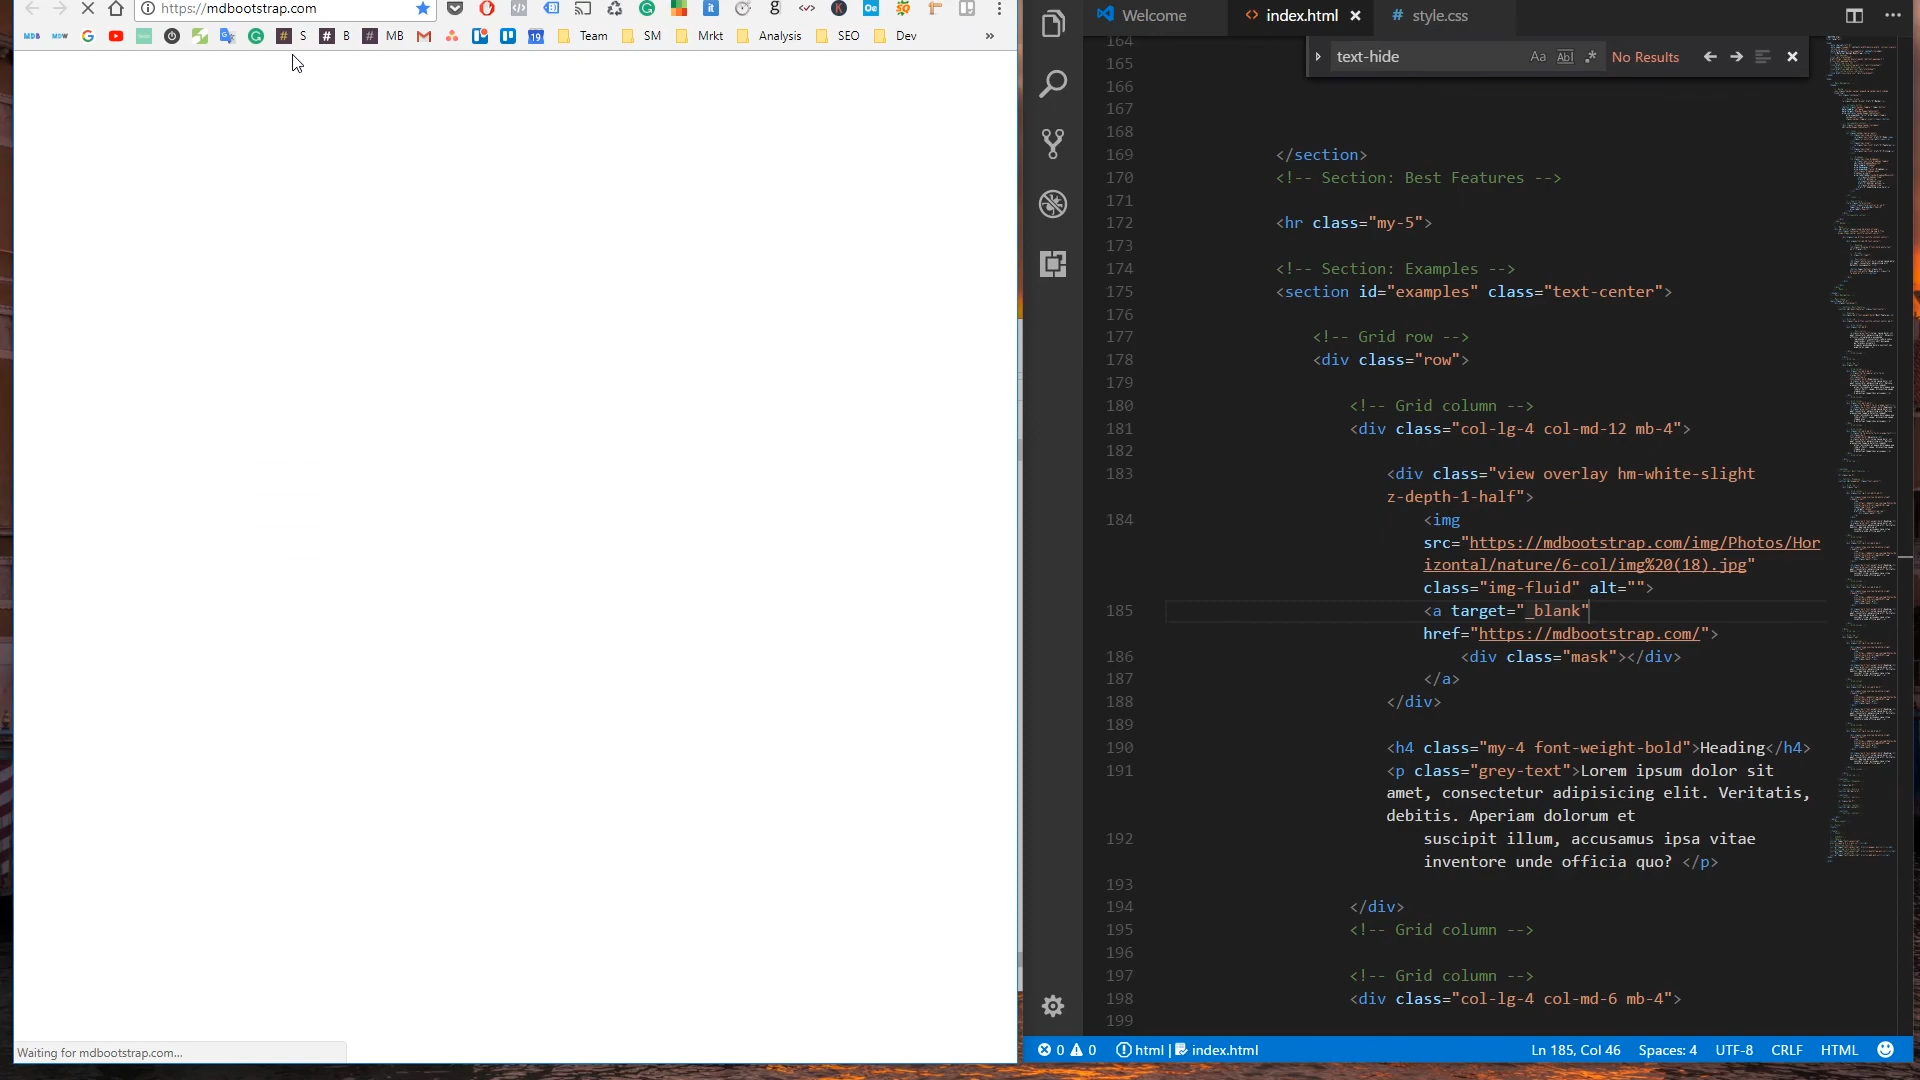 https://mdbootstrap.com
S B MB Team SM Mrkt Analysis SEO Dev »
Waiting for mdbootstrap.com...
Welcome index.html style.css
text-hide Aa Abl .* No Results
164
165
166
167
168
169 </section>
170 <!-- Section: Best Features -->
171
172 <hr class="my-5">
173
174 <!-- Section: Examples -->
175 <section id="examples" class="text-center">
176
177 <!-- Grid row -->
178 <div class="row">
179
180 <!-- Grid column -->
181 <div class="col-lg-4 col-md-12 mb-4">
182
183 <div class="view overlay hm-white-slight
z-depth-1-half">
184 <img
src="https://mdbootstrap.com/img/Photos/Hor
izontal/nature/6-col/img%20(18).jpg"
class="img-fluid" alt="">
185 <a target="_blank"
href="https://mdbootstrap.com/">
186 <div class="mask"></div>
187 </a>
188 </div>
189
190 <h4 class="my-4 font-weight-bold">Heading</h4>
191 <p class="grey-text">Lorem ipsum dolor sit
amet, consectetur adipisicing elit. Veritatis,
debitis. Aperiam dolorum et
192 suscipit illum, accusamus ipsa vitae
inventore unde officia quo? </p>
193
194 </div>
195 <!-- Grid column -->
196
197 <!-- Grid column -->
198 <div class="col-lg-4 col-md-6 mb-4">
199
0 0 html | index.html Ln 185, Col 46 Spaces: 4 UTF-8 CRLF HTML